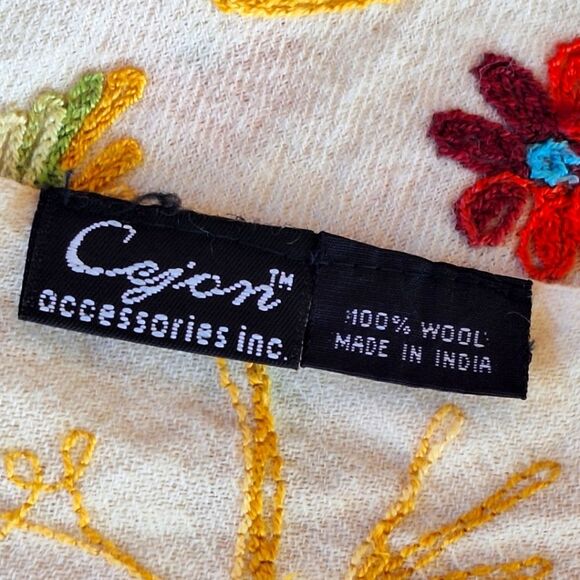 Cejon™
accessories inc.
100% WOOL
MADE IN INDIA